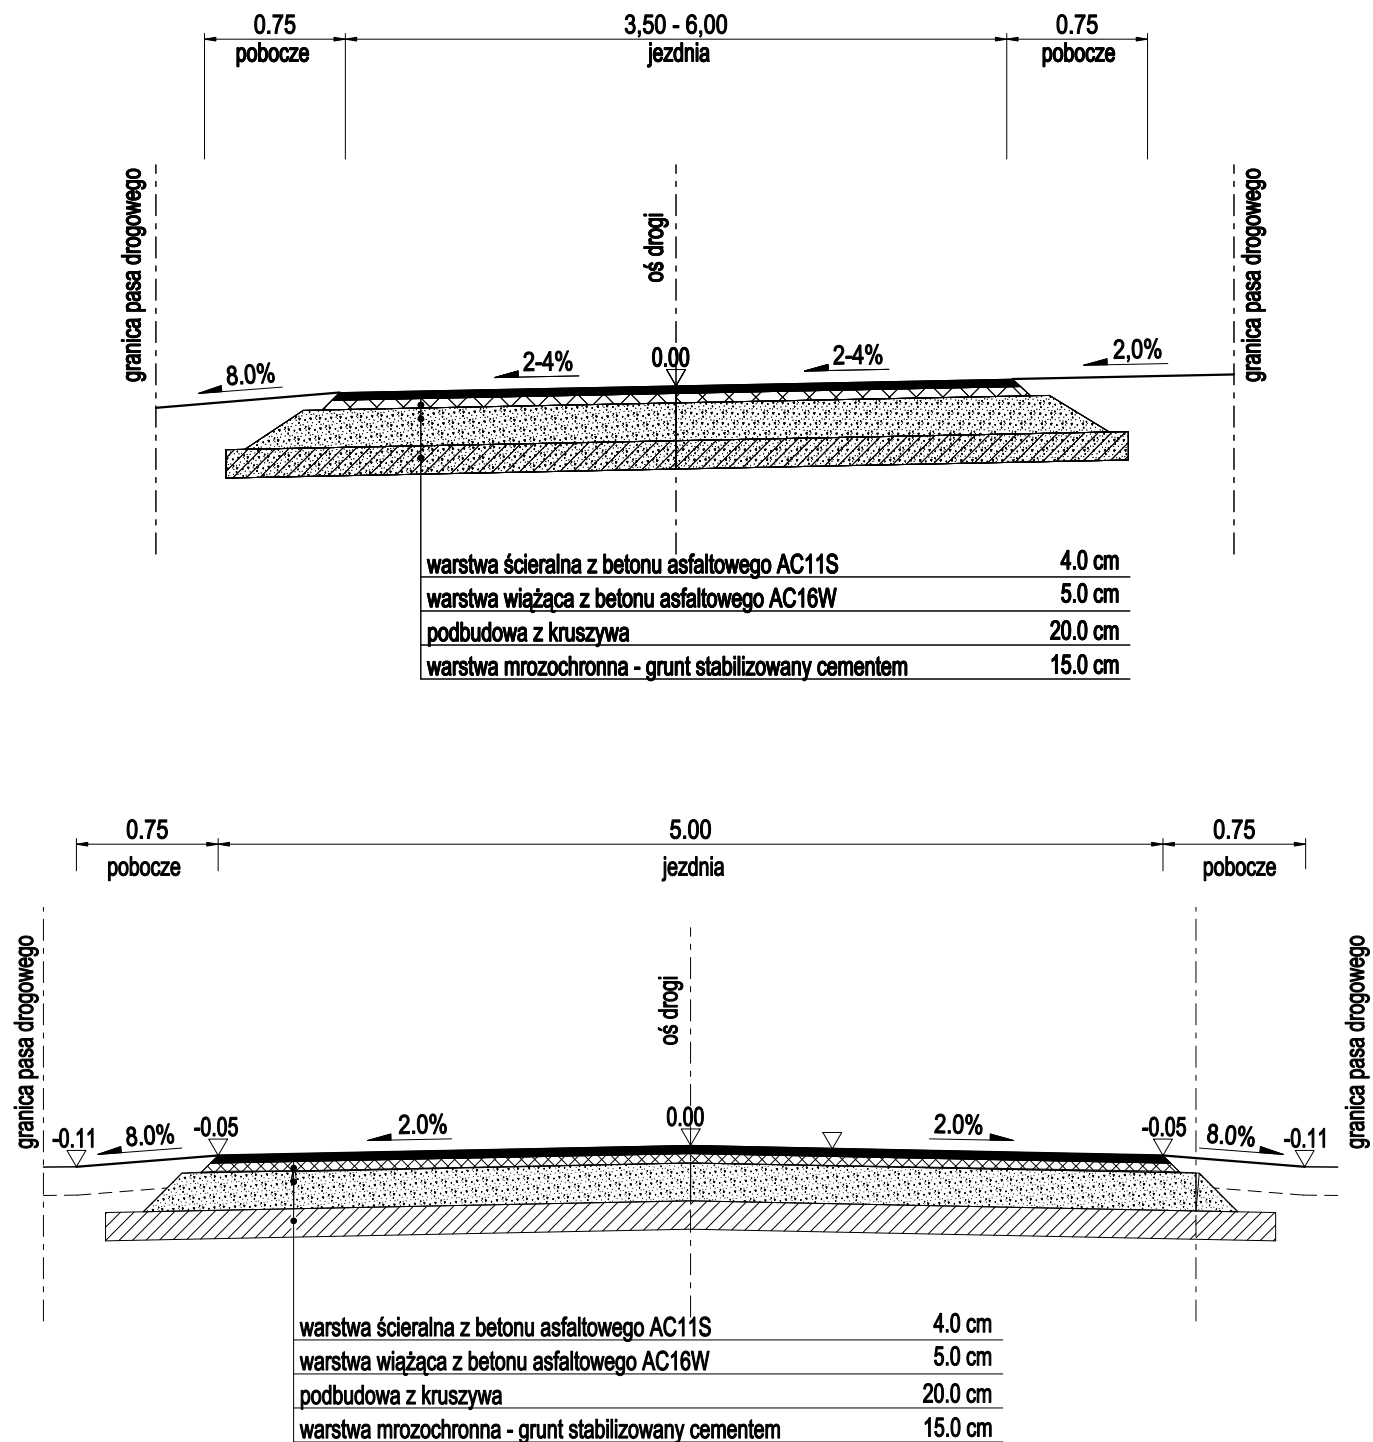 0.75
3,50 - 6,00
0.75
pobocze
jezdnia
pobocze
granica pasa drogowego
oś drogi
granica pasa drogowego
8.0%
2-4%
0.00
2-4%
2,0%
warstwa ścieralna z betonu asfaltowego AC11S 4.0 cm
warstwa wiążąca z betonu asfaltowego AC16W 5.0 cm
podbudowa z kruszywa 20.0 cm
warstwa mrozochronna - grunt stabilizowany cementem 15.0 cm
0.75
5.00
0.75
pobocze
jezdnia
pobocze
granica pasa drogowego
oś drogi
granica pasa drogowego
-0.11
8.0%
-0.05
2.0%
0.00
2.0%
-0.05
8.0%
-0.11
warstwa ścieralna z betonu asfaltowego AC11S 4.0 cm
warstwa wiążąca z betonu asfaltowego AC16W 5.0 cm
podbudowa z kruszywa 20.0 cm
warstwa mrozochronna - grunt stabilizowany cementem 15.0 cm